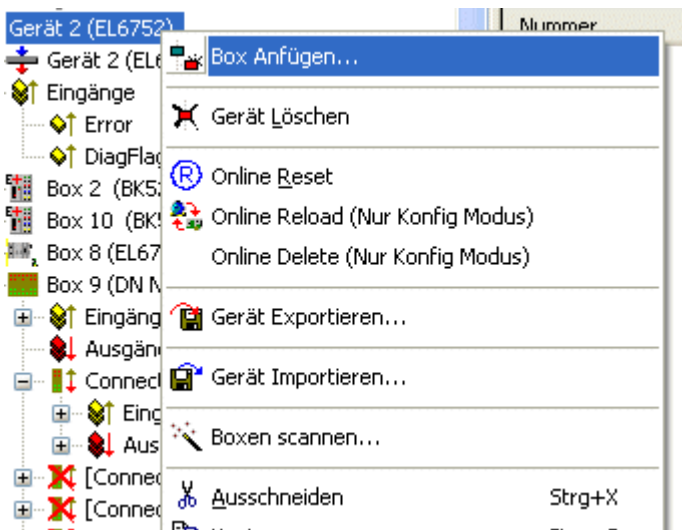 Gerät 2 (EL6752)
Nummer
Gerät 2 (EL6
Box Anfügen...
Eingänge
Error
Gerät Löschen
DiagFlag
Online Reset
Box 2 (BK52
Box 10 (BK5
Online Reload (Nur Konfig Modus)
Box 8 (EL67
Online Delete (Nur Konfig Modus)
Box 9 (DN N
Eingäng
Gerät Exportieren...
Ausgän
Connect
Gerät Importieren...
Eing
Aus
Boxen scannen...
[Connec
[Connec
Ausschneiden Strg+X